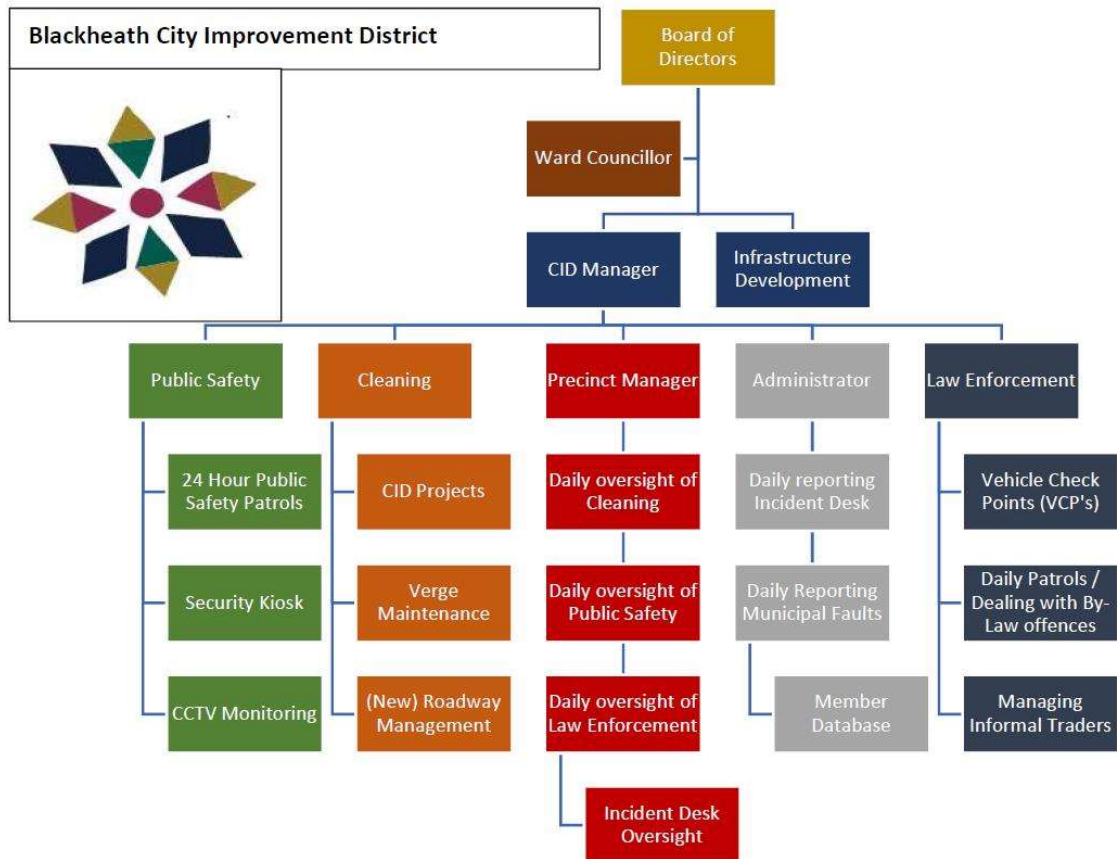 Blackheath City Improvement District
Board of
Directors
Ward Councillor
CID Manager
Infrastructure
Development
Public Safety
Cleaning
Precinct Manager
Administrator
Law Enforcement
24 Hour Public
Safety Patrols
CID Projects
Daily oversight of
Cleaning
Daily reporting
Incident Desk
Vehicle Check
Points (VCP's)
Security Kiosk
Verge
Maintenance
Daily oversight of
Public Safety
Daily Reporting
Municipal Faults
Daily Patrols /
Dealing with By-
Law offences
CCTV Monitoring
(New) Roadway
Management
Daily oversight of
Law Enforcement
Member
Database
Managing
Informal Traders
Incident Desk
Oversight